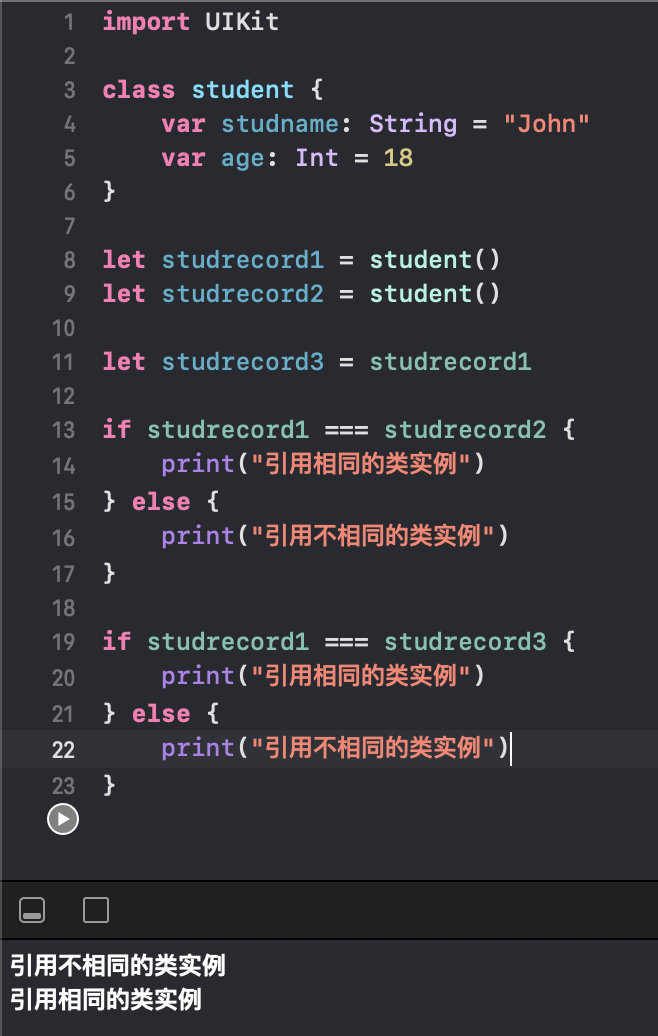 1 import UIKit
2
3 class student {
4     var studname: String = "John"
5     var age: Int = 18
6 }
7
8 let studrecord1 = student()
9 let studrecord2 = student()
10
11 let studrecord3 = studrecord1
12
13 if studrecord1 === studrecord2 {
14     print("引用相同的类实例")
15 } else {
16     print("引用不相同的类实例")
17 }
18
19 if studrecord1 === studrecord3 {
20     print("引用相同的类实例")
21 } else {
22     print("引用不相同的类实例")
23 }
引用不相同的类实例
引用相同的类实例